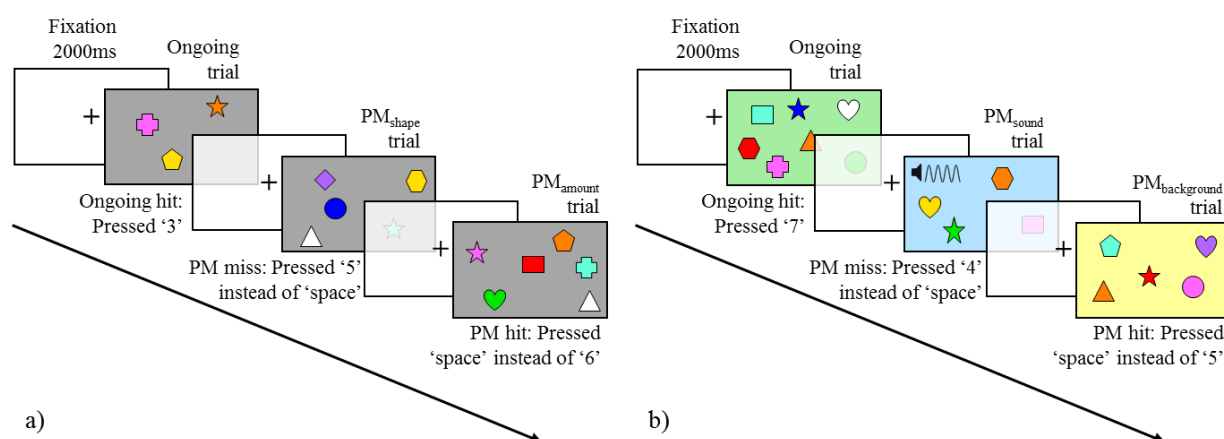 Fixation
2000ms
Ongoing
trial
+
Ongoing hit:
Pressed ‘3’
PMshape
trial
+
PM miss: Pressed ‘5’
instead of ‘space’
PMamount
trial
+
PM hit: Pressed
‘space’ instead of ‘6’
a)
Fixation
2000ms
Ongoing
trial
+
Ongoing hit:
Pressed ‘7’
PMsound
trial
+
PM miss: Pressed ‘4’
instead of ‘space’
PMbackground
trial
+
PM hit: Pressed
‘space’ instead of ‘5’
b)